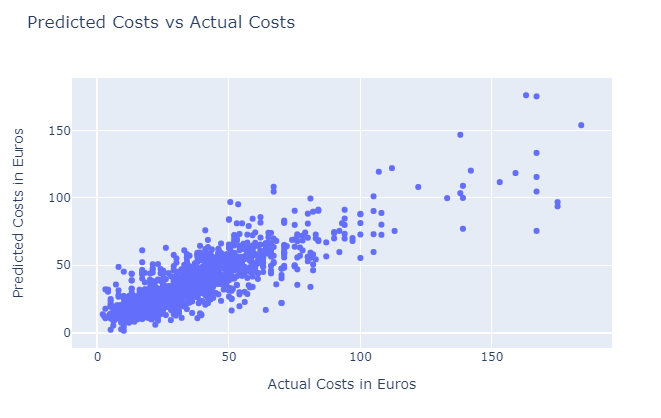 Predicted Costs vs Actual Costs
Predicted Costs in Euros
150
100
50
0
0 50 100 150
Actual Costs in Euros